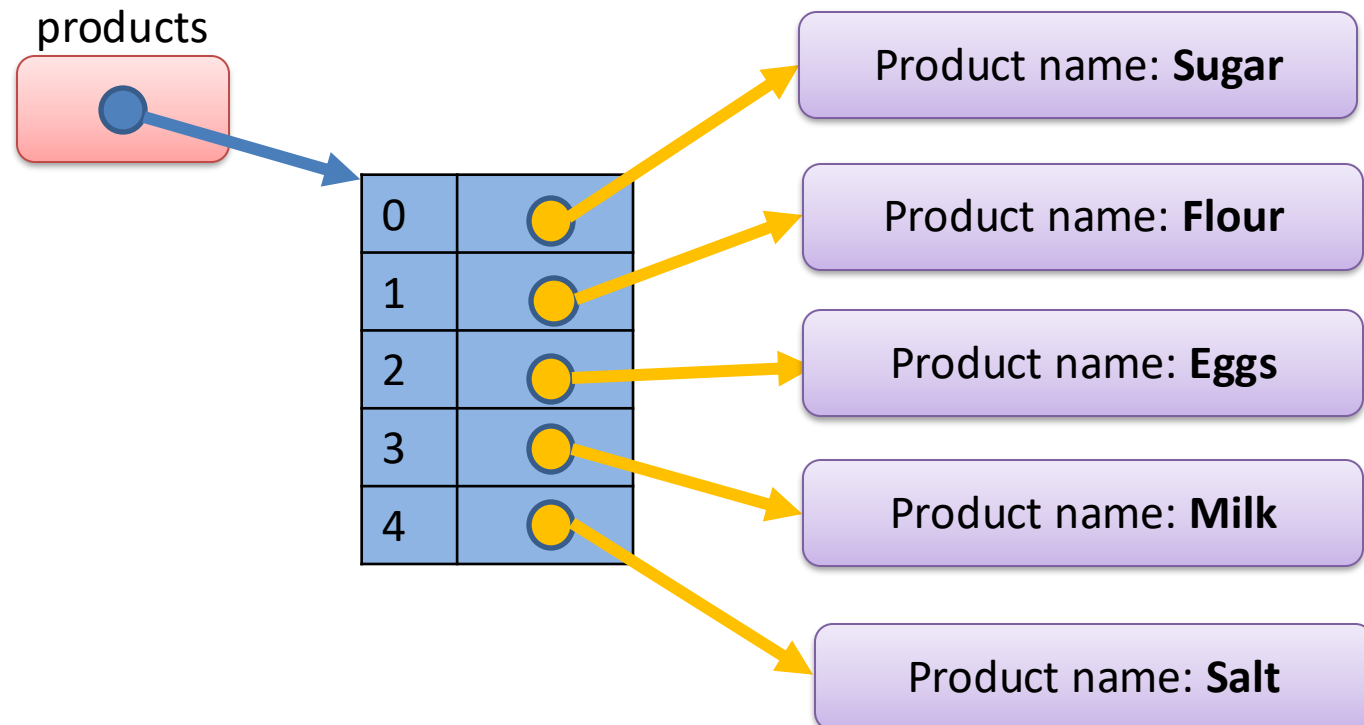 products
0
1
2
3
4
Product name: Sugar
Product name: Flour
Product name: Eggs
Product name: Milk
Product name: Salt